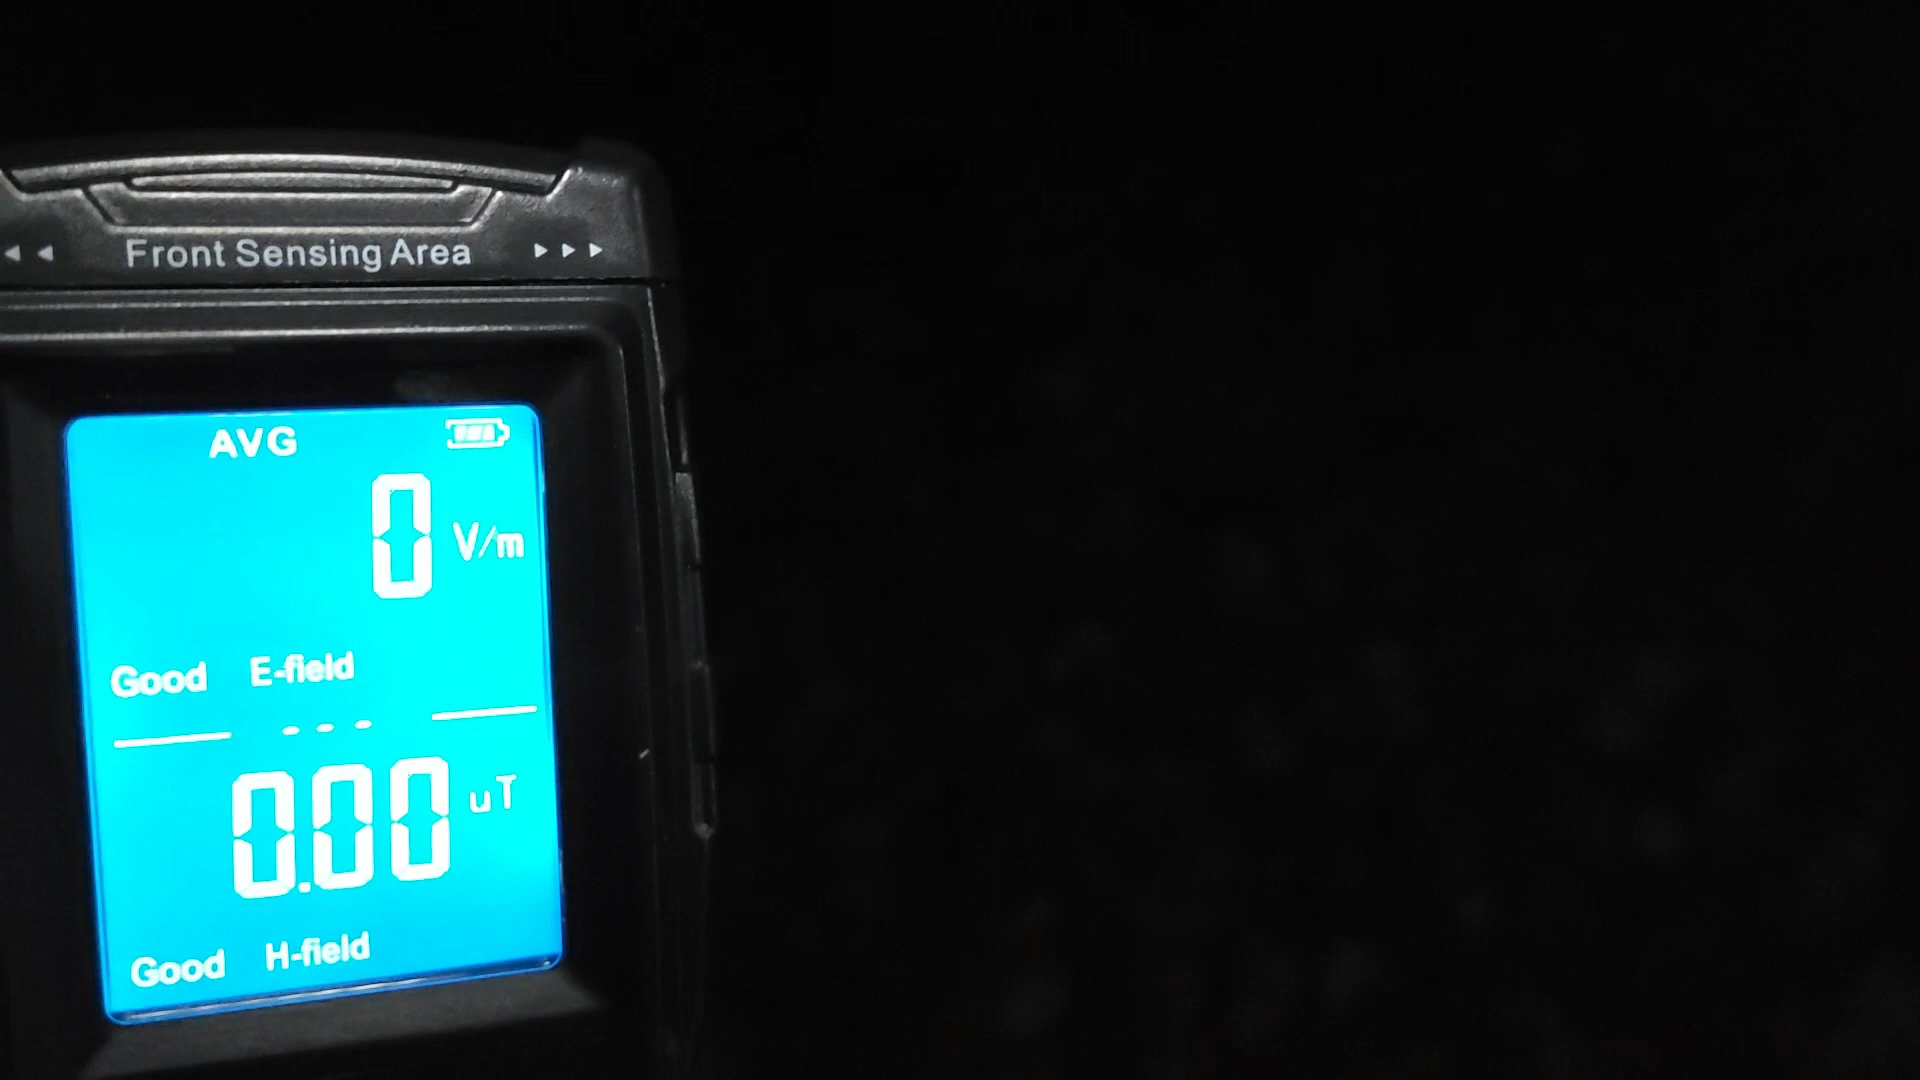 Front Sensing Area
AVG
0 V/m
Good E-field
---
0.00 uT
Good H-field